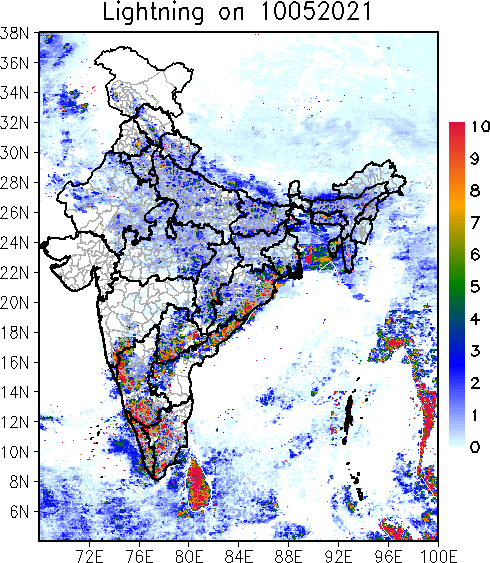 Lightning on 10052021
38N
36N
34N
32N
30N
28N
26N
24N
22N
20N
18N
16N
14N
12N
10N
8N
6N
72E 76E 80E 84E 88E 92E 96E 100E
10
9
8
7
6
5
4
3
2
1
0